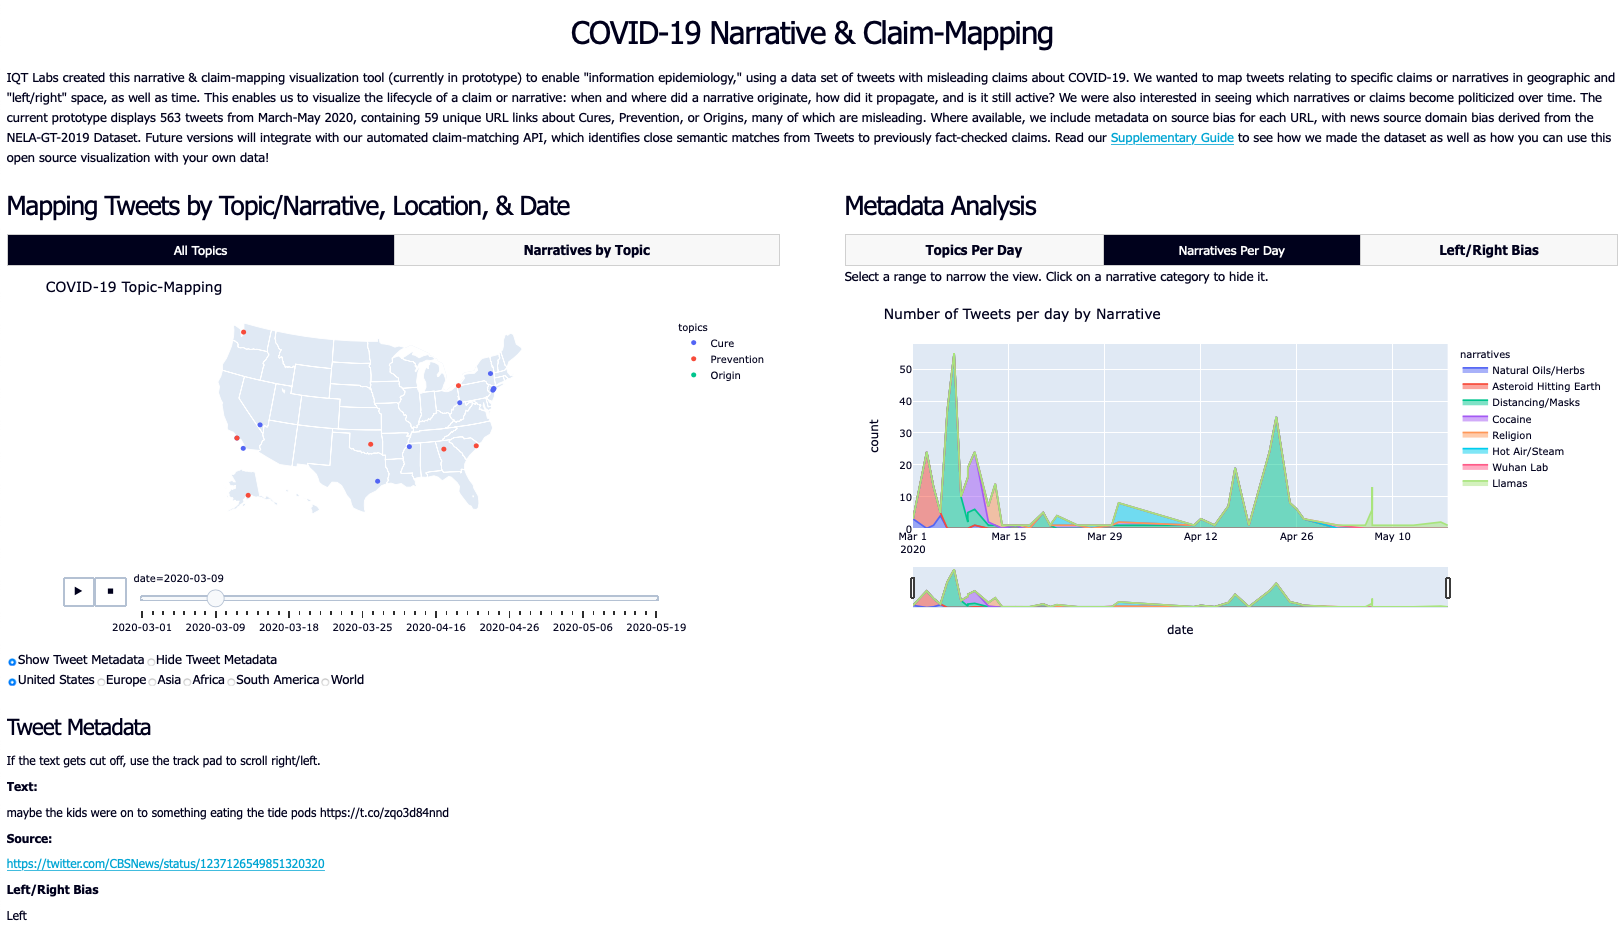 COVID-19 Narrative & Claim-Mapping
IQT Labs created this narrative & claim-mapping visualization tool (currently in prototype) to enable "information epidemiology," using a data set of tweets with misleading claims about COVID-19. We wanted to map tweets relating to specific claims or narratives in geographic and
"left/right" space, as well as time. This enables us to visualize the lifecycle of a claim or narrative: when and where did a narrative originate, how did it propagate, and is it still active? We were also interested in seeing which narratives or claims become politicized over time. The
current prototype displays 563 tweets from March-May 2020, containing 59 unique URL links about Cures, Prevention, or Origins, many of which are misleading. Where available, we include metadata on source bias for each URL, with news source domain bias derived from the
NELA-GT-2019 Dataset. Future versions will integrate with our automated claim-matching API, which identifies close semantic matches from Tweets to previously fact-checked claims. Read our Supplementary Guide to see how we made the dataset as well as how you can use this
open source visualization with your own data!
Mapping Tweets by Topic/Narrative, Location, & Date
All Topics
Narratives by Topic
COVID-19 Topic-Mapping
topics
Cure
Prevention
Origin
date=2020-03-09
2020-03-01 2020-03-09 2020-03-18 2020-03-25 2020-04-16 2020-04-26 2020-05-06 2020-05-19
Show Tweet Metadata Hide Tweet Metadata
United States Europe Asia Africa South America World
Tweet Metadata
If the text gets cut off, use the track pad to scroll right/left.
Text:
maybe the kids were on to something eating the tide pods https://t.co/zqo3d84nnd
Source:
https://twitter.com/CBSNews/status/1237126549851320320
Left/Right Bias
Left
Metadata Analysis
Topics Per Day
Narratives Per Day
Left/Right Bias
Select a range to narrow the view. Click on a narrative category to hide it.
Number of Tweets per day by Narrative
count
50
40
30
20
10
0
Mar 1 Mar 15 Mar 29 Apr 12 Apr 26 May 10
2020
date
narratives
Natural Oils/Herbs
Asteroid Hitting Earth
Distancing/Masks
Cocaine
Religion
Hot Air/Steam
Wuhan Lab
Llamas